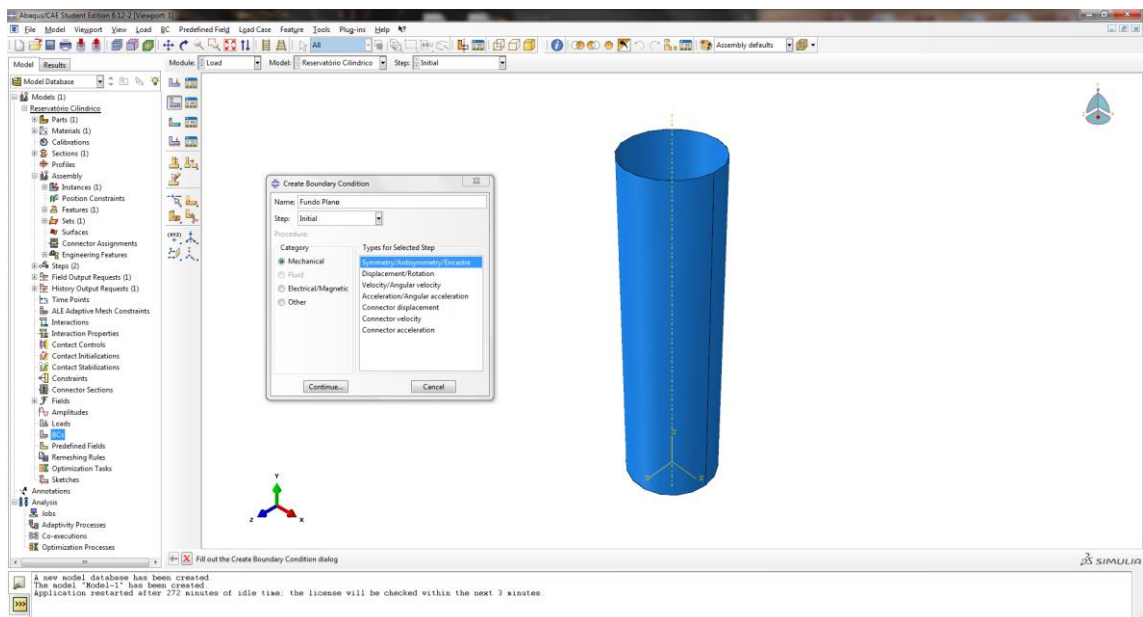 Abaqus/CAE Student Edition 6.12-2 [Viewport: 1]
File Model Viewport View Load BC Predefined Field Load Case Feature Tools Plug-ins Help
All
Assembly defaults
Model Results
Module: Load Model: Reservatório Cilíndrico Step: Initial
Model Database
Models (1)
Reservatório Cilíndrico
Parts (1)
Materials (1)
Calibrations
Sections (1)
Profiles
Assembly
Instances (1)
Position Constraints
Features (1)
Sets (1)
Surfaces
Connector Assignments
Engineering Features
Steps (2)
Field Output Requests (1)
History Output Requests (1)
Time Points
ALE Adaptive Mesh Constraints
Interactions
Interaction Properties
Contact Controls
Contact Initializations
Contact Stabilizations
Constraints
Connector Sections
Fields
Amplitudes
Loads
BCs
Predefined Fields
Remeshing Rules
Optimization Tasks
Sketches
Annotations
Analysis
Jobs
Adaptivity Processes
Co-executions
Optimization Processes
Create Boundary Condition
Name: Fundo Plano
Step: Initial
Procedure:
Category
Mechanical
Fluid
Electrical/Magnetic
Other
Types for Selected Step
Symmetry/Antisymmetry/Encastre
Displacement/Rotation
Velocity/Angular velocity
Acceleration/Angular acceleration
Connector displacement
Connector velocity
Connector acceleration
Continue...
Cancel
Y
Z
X
Y
Z X
Fill out the Create Boundary Condition dialog
SIMULIA
A new model database has been created.
The model "Model-1" has been created.
Application restarted after 272 minutes of idle time; the license will be checked within the next 3 minutes.